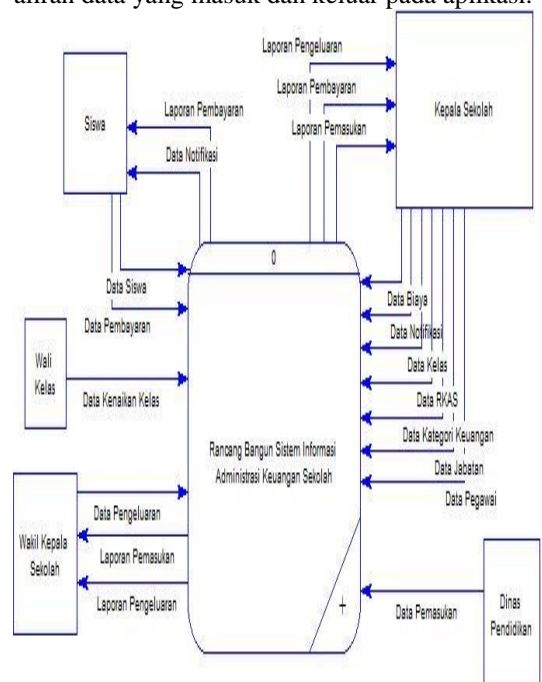 aliran data yang masuk dan keluar pada aplikasi.
Laporan Pengeluaran
Laporan Pembayaran
Laporan Pemasukan
Kepala Sekolah
Siswa
Laporan Pembayaran
Data Notifikasi
0
Data Siswa
Data Pembayaran
Data Biaya
Data Notifikasi
Data Kelas
Data RKAS
Data Kategori Keuangan
Data Jabatan
Data Pegawai
Wali
Kelas
Data Kenaikan Kelas
Rancang Bangun Sistem Informasi
Administrasi Keuangan Sekolah
Wakil Kepala
Sekolah
Data Pengeluaran
Laporan Pemasukan
Laporan Pengeluaran
+
Data Pemasukan
Dinas
Pendidikan